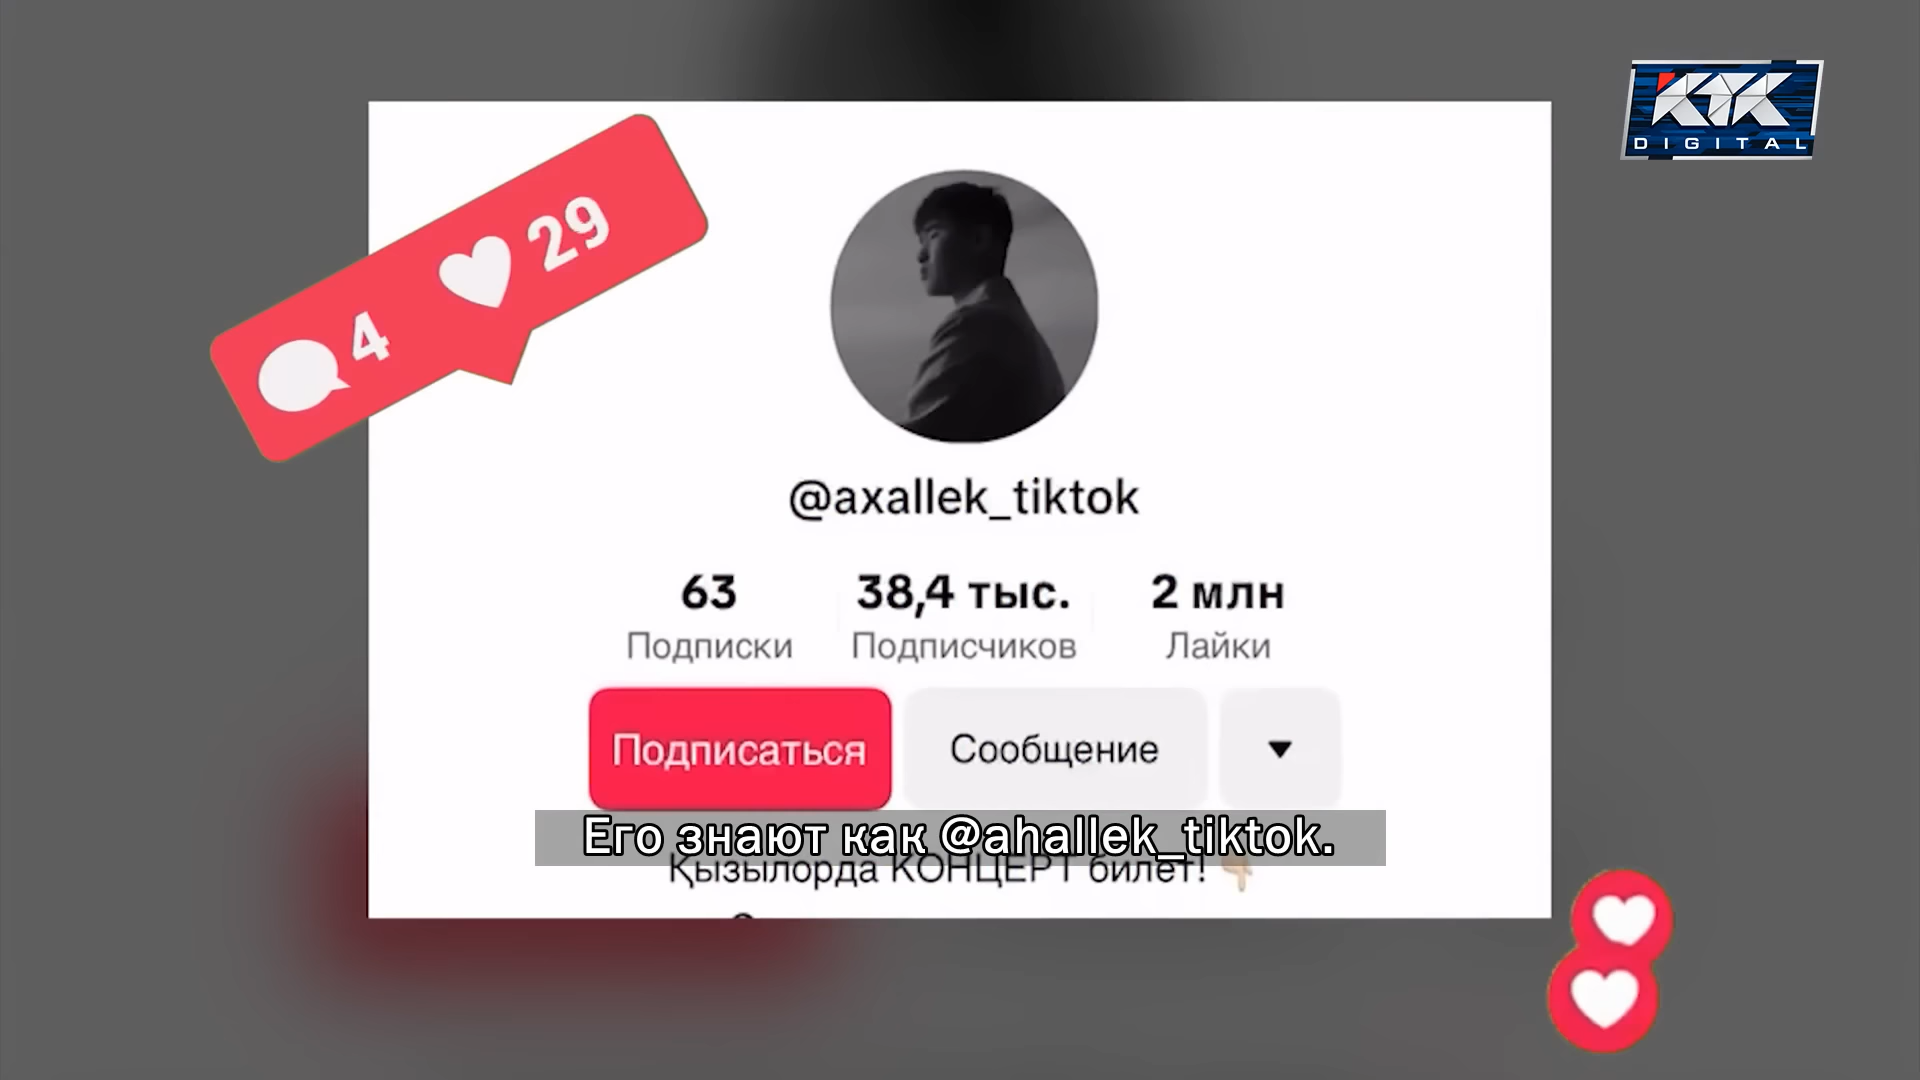 КТК
DIGITAL
4 29
@axallek_tiktok
63 38,4 тыс. 2 млн
Подписки Подписчиков Лайки
Подписаться Сообщение
Его знают как @ahallek_tiktok.
Қызылорда КОНЦЕРТ билет!